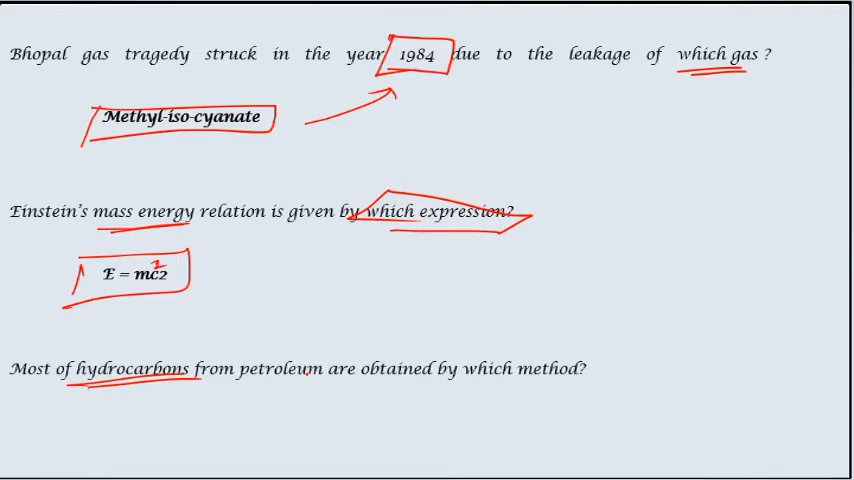 Bhopal gas tragedy struck in the year 1984 due to the leakage of which gas ?
Methyl-iso-cyanate
Einstein's mass energy relation is given by which expression?
2
E = mc2
Most of hydrocarbons from petroleum are obtained by which method?